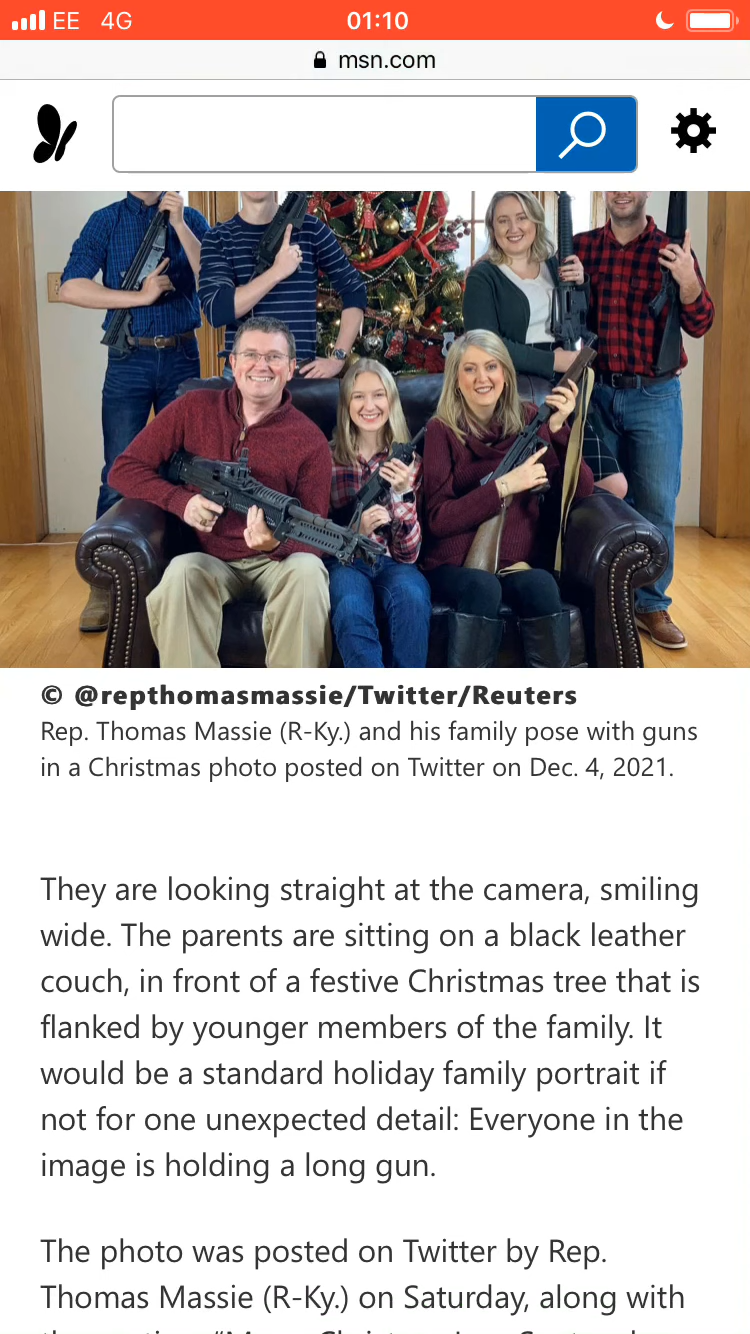 EE 4G 01:10
msn.com
© @repthomasmassie/Twitter/Reuters
Rep. Thomas Massie (R-Ky.) and his family pose with guns
in a Christmas photo posted on Twitter on Dec. 4, 2021.
They are looking straight at the camera, smiling
wide. The parents are sitting on a black leather
couch, in front of a festive Christmas tree that is
flanked by younger members of the family. It
would be a standard holiday family portrait if
not for one unexpected detail: Everyone in the
image is holding a long gun.
The photo was posted on Twitter by Rep.
Thomas Massie (R-Ky.) on Saturday, along with